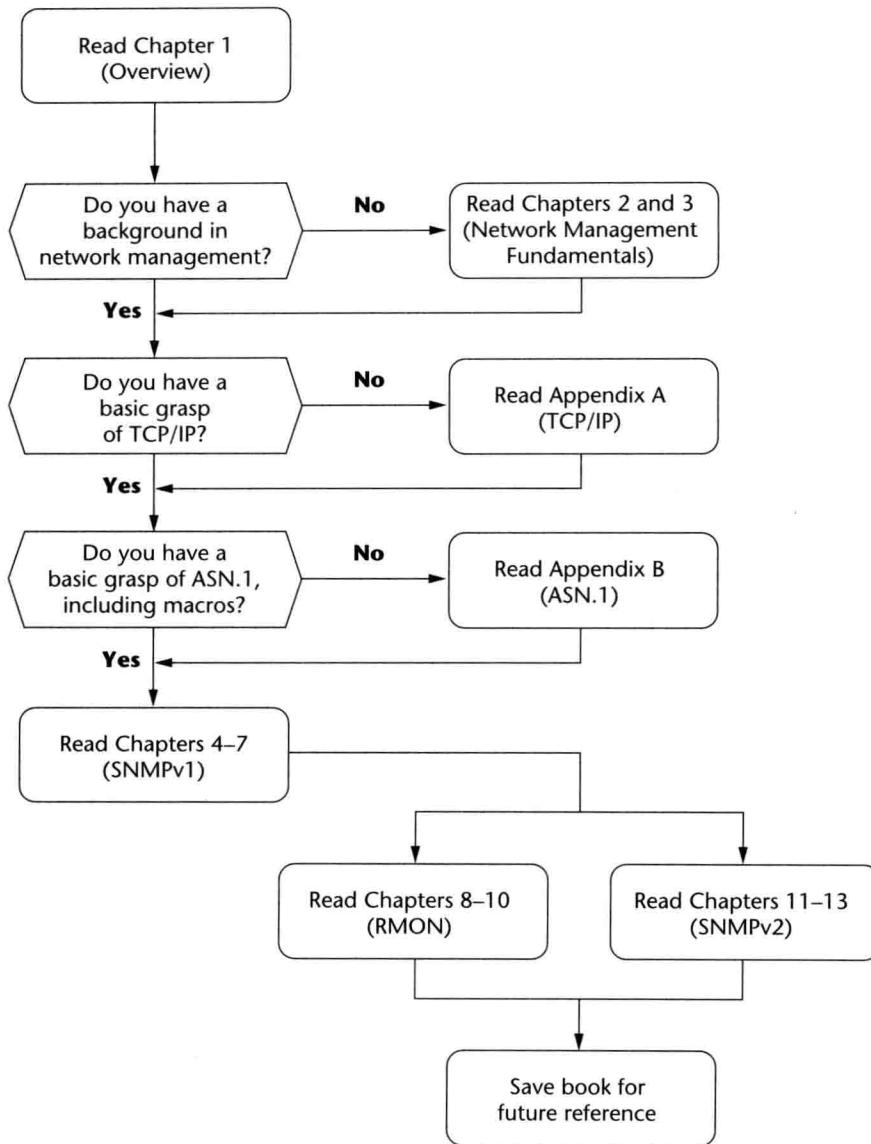 Read Chapter 1
(Overview)
Do you have a
background in
network management?
No
Read Chapters 2 and 3
(Network Management
Fundamentals)
Yes
Do you have a
basic grasp
of TCP/IP?
No
Read Appendix A
(TCP/IP)
Yes
Do you have a
basic grasp of ASN.1,
including macros?
No
Read Appendix B
(ASN.1)
Yes
Read Chapters 4–7
(SNMPv1)
Read Chapters 8–10
(RMON)
Read Chapters 11–13
(SNMPv2)
Save book for
future reference